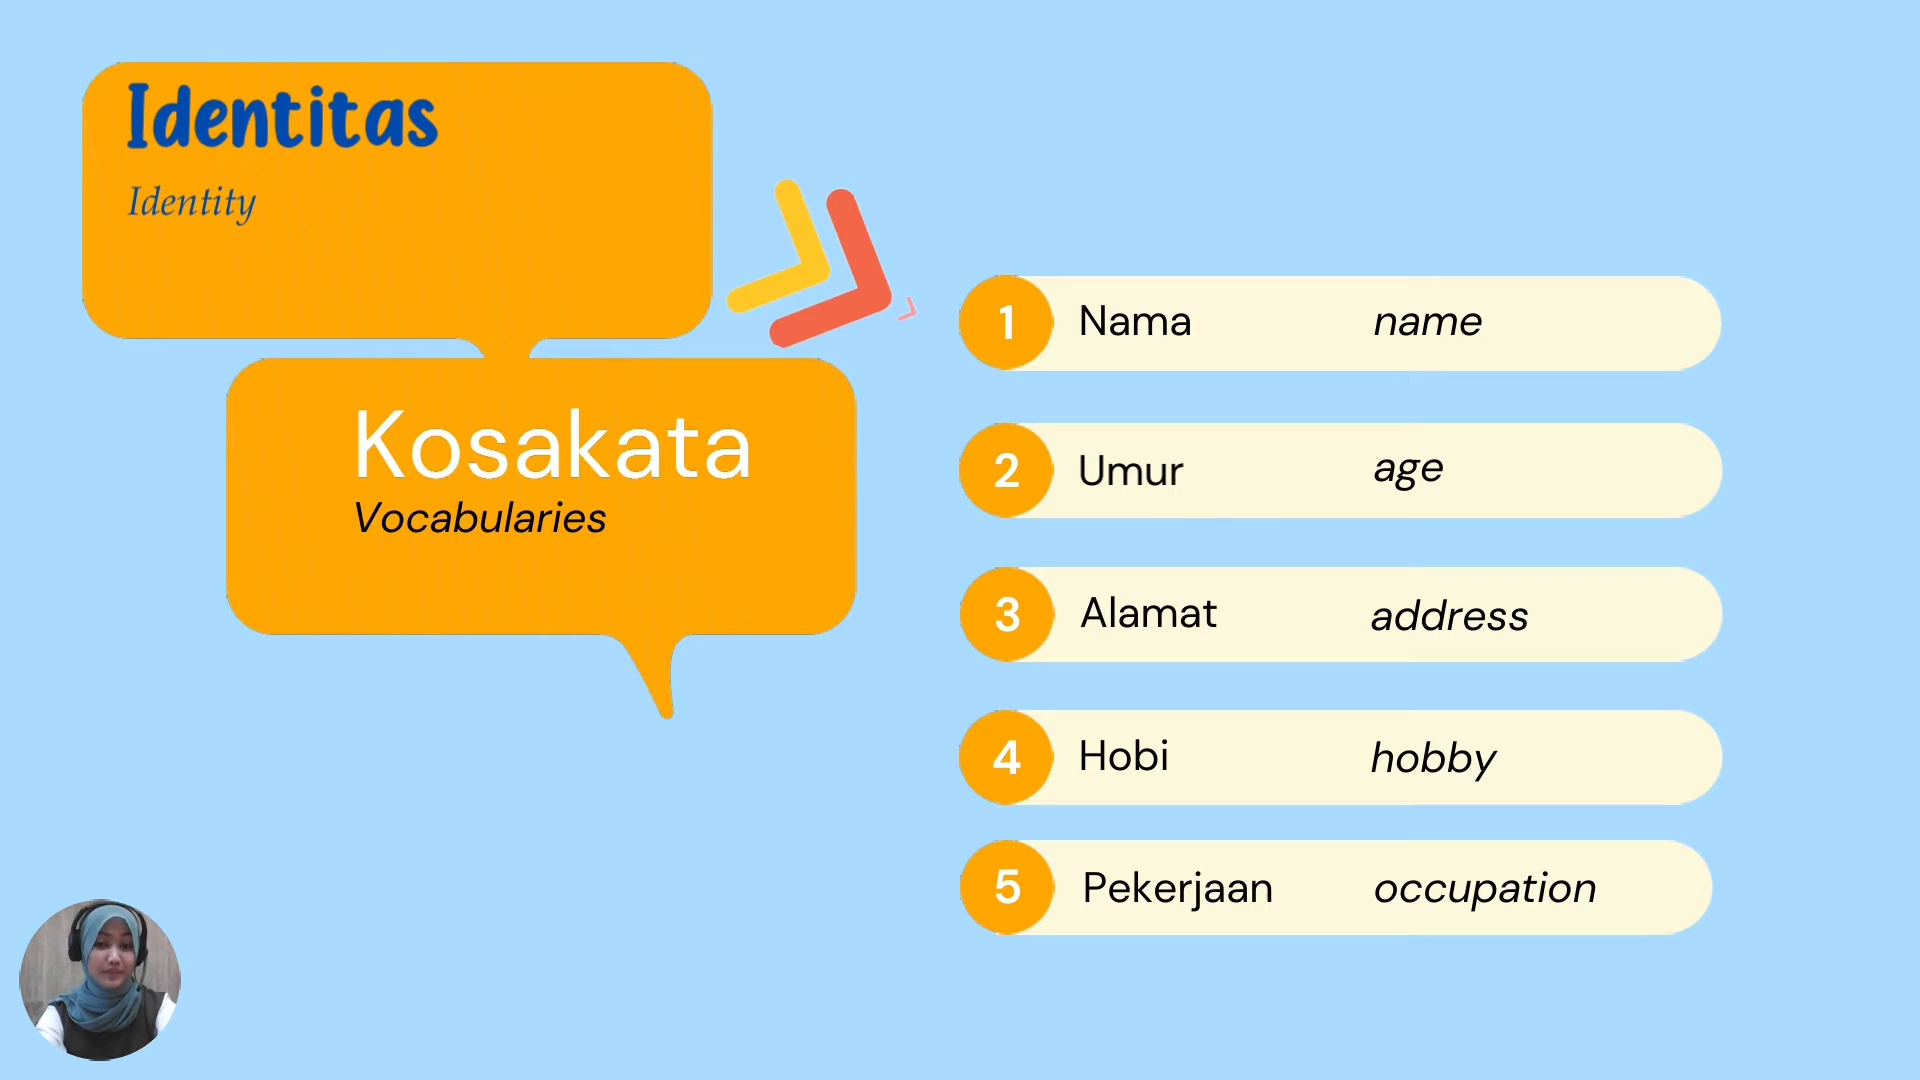 Identitas
Identity
Kosakata
Vocabularies
1 Nama name
2 Umur age
3 Alamat address
4 Hobi hobby
5 Pekerjaan occupation